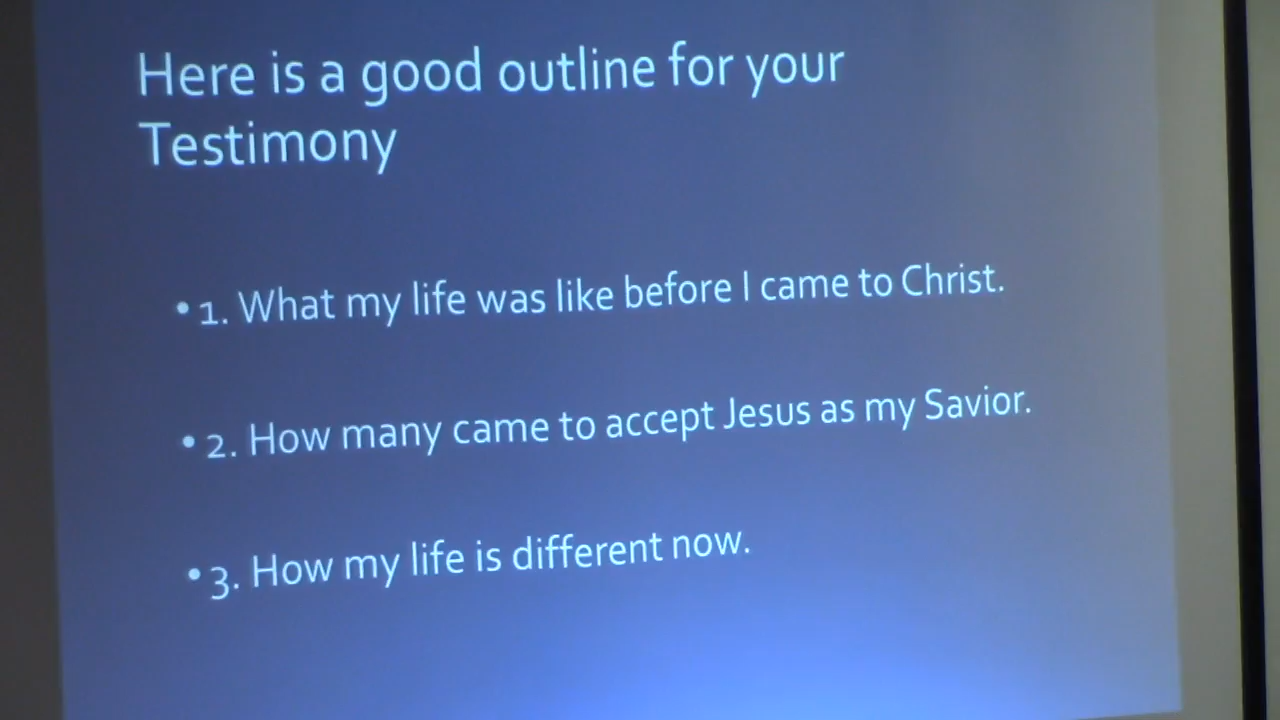 Here is a good outline for your
Testimony
• 1. What my life was like before I came to Christ.
• 2. How many came to accept Jesus as my Savior.
• 3. How my life is different now.